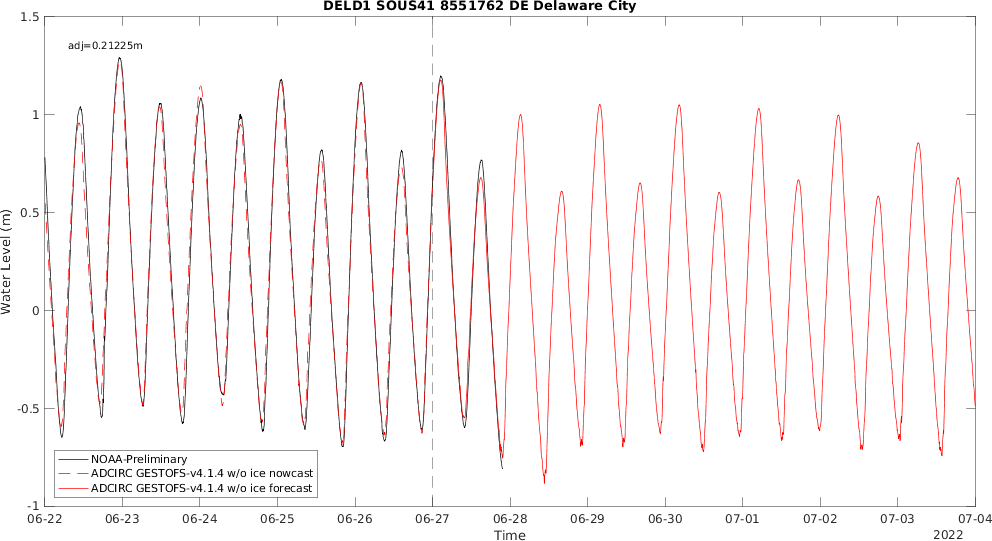 DELD1 SOUS41 8551762 DE Delaware City
adj=0.21225m
1.5
1
0.5
0
-0.5
-1
Water Level (m)
NOAA-Preliminary
ADCIRC GESTOFS-v4.1.4 w/o ice nowcast
ADCIRC GESTOFS-v4.1.4 w/o ice forecast
06-22 06-23 06-24 06-25 06-26 06-27 06-28 06-29 06-30 07-01 07-02 07-03 07-04
Time
2022